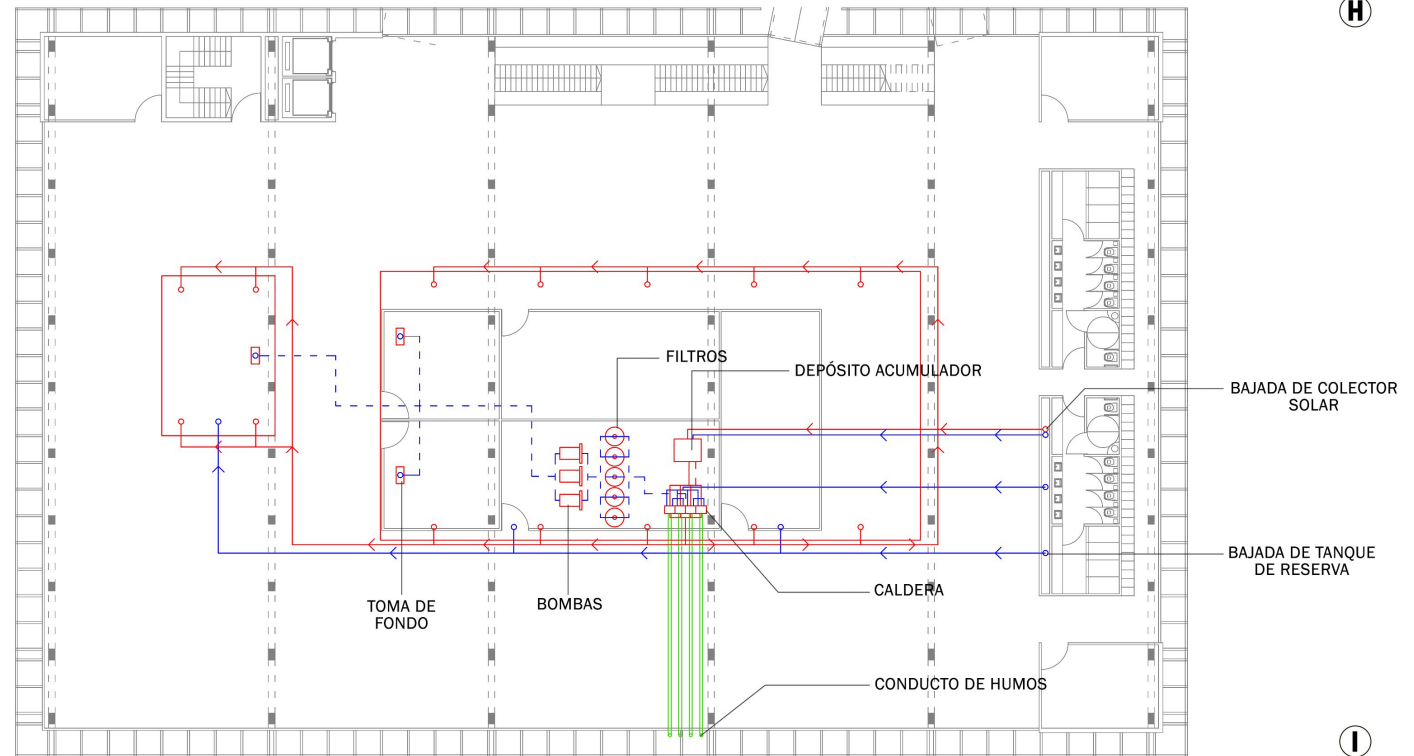 H
FILTROS
DEPÓSITO ACUMULADOR
BAJADA DE COLECTOR
SOLAR
BAJADA DE TANQUE
DE RESERVA
CALDERA
TOMA DE
FONDO
BOMBAS
CONDUCTO DE HUMOS
I